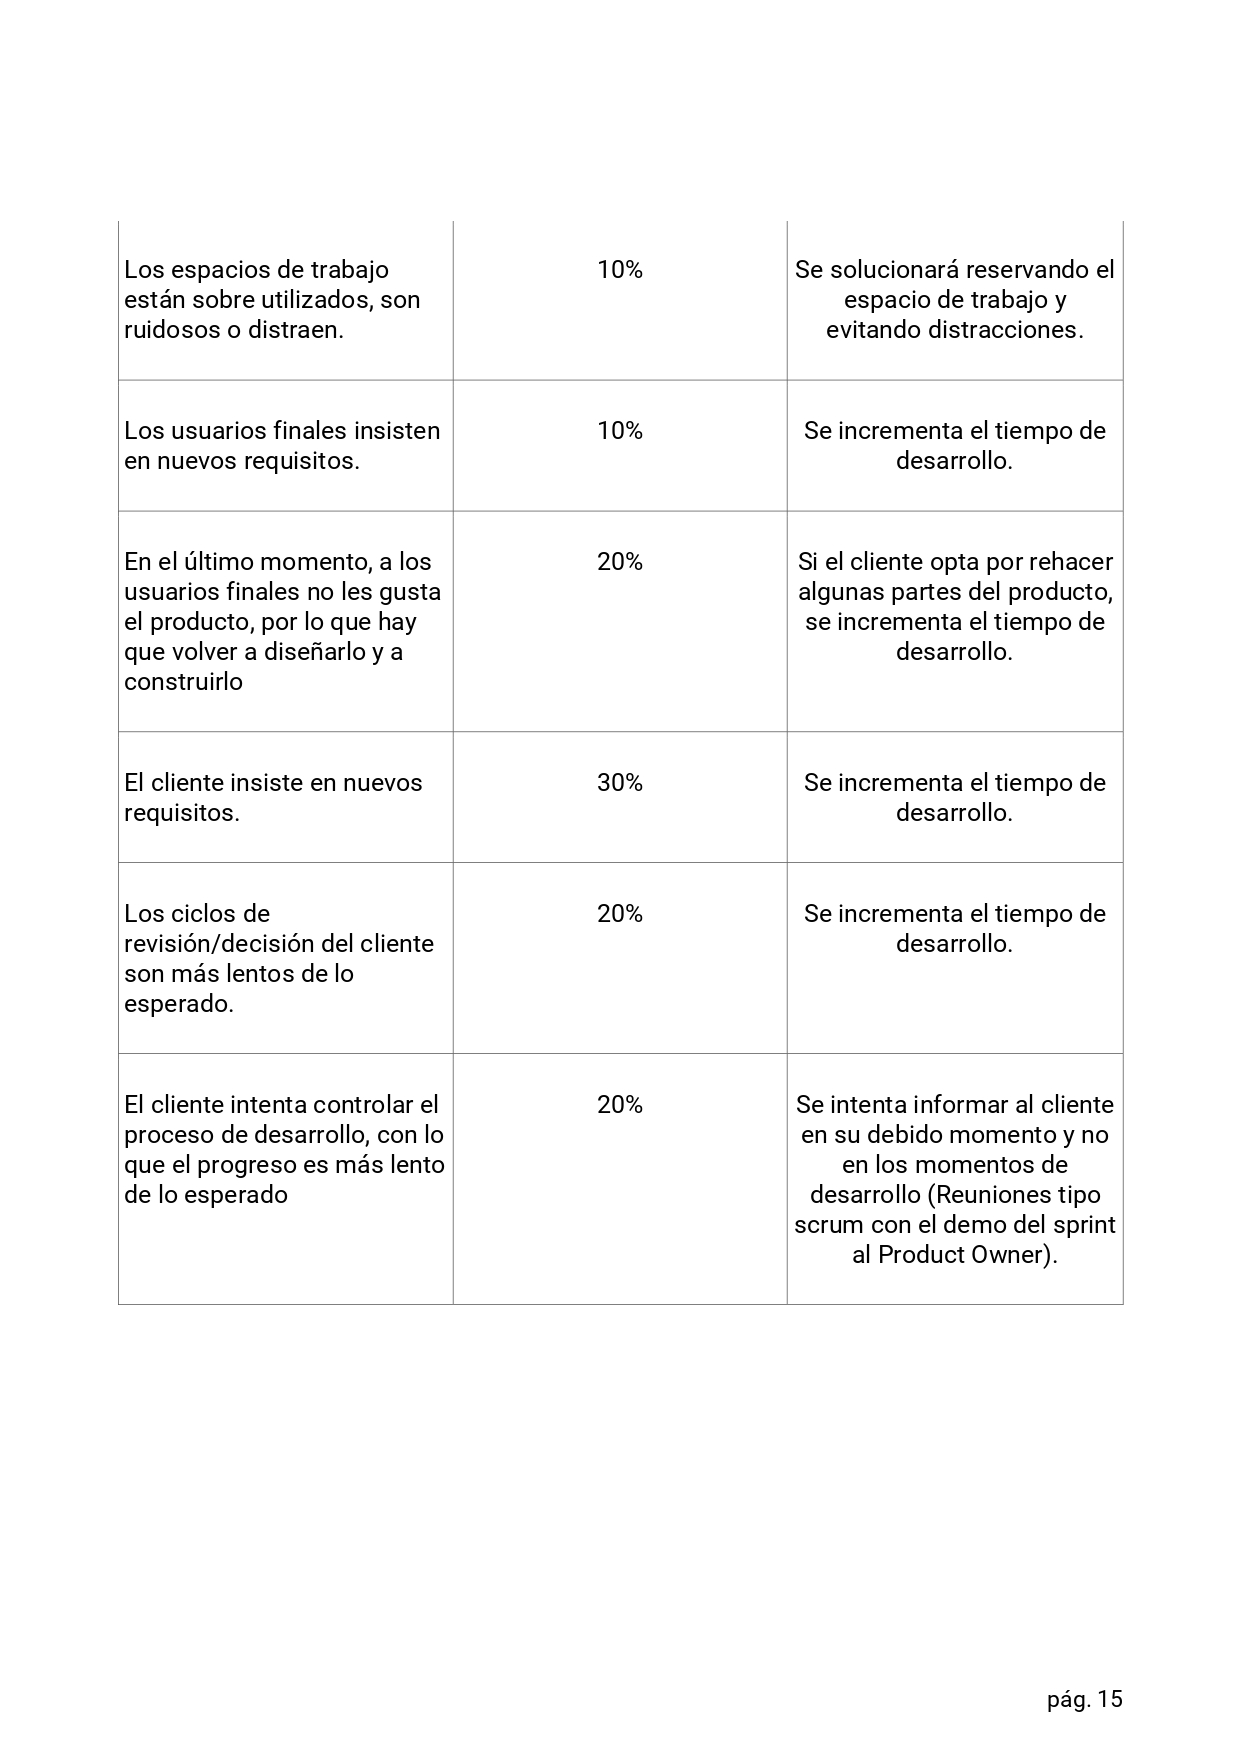 Los espacios de trabajo
están sobre utilizados, son
ruidosos o distraen.
10%
Se solucionará reservando el
espacio de trabajo y
evitando distracciones.
Los usuarios finales insisten
en nuevos requisitos.
10%
Se incrementa el tiempo de
desarrollo.
En el último momento, a los
usuarios finales no les gusta
el producto, por lo que hay
que volver a diseñarlo y a
construirlo
20%
Si el cliente opta por rehacer
algunas partes del producto,
se incrementa el tiempo de
desarrollo.
El cliente insiste en nuevos
requisitos.
30%
Se incrementa el tiempo de
desarrollo.
Los ciclos de
revisión/decisión del cliente
son más lentos de lo
esperado.
20%
Se incrementa el tiempo de
desarrollo.
El cliente intenta controlar el
proceso de desarrollo, con lo
que el progreso es más lento
de lo esperado
20%
Se intenta informar al cliente
en su debido momento y no
en los momentos de
desarrollo (Reuniones tipo
scrum con el demo del sprint
al Product Owner).
pág. 15